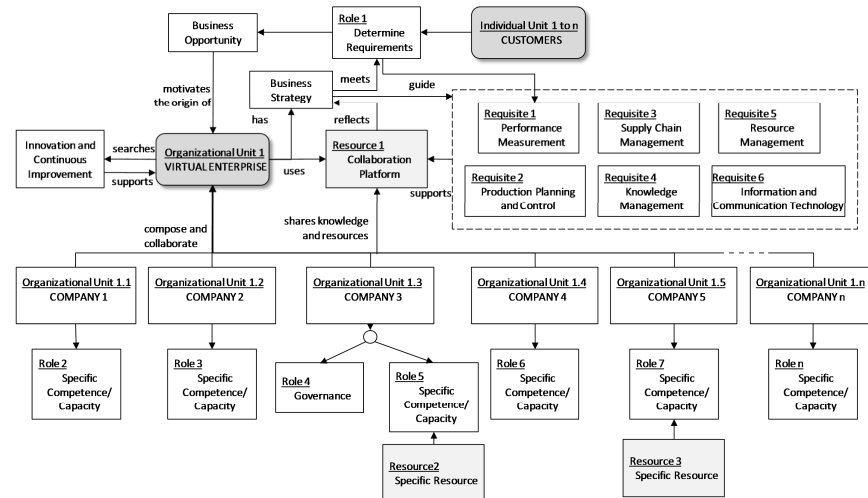 Business
Opportunity
Role 1
Determine
Requirements
Individual Unit 1 to n
CUSTOMERS
motivates
the origin of
Business
Strategy
meets
guide
has
reflects
Innovation and
Continuous
Improvement
searches
supports
Organizational Unit 1
VIRTUAL ENTERPRISE
uses
Resource 1
Collaboration
Platform
supports
Requisite 1
Performance
Measurement
Requisite 3
Supply Chain
Management
Requisite 5
Resource
Management
Requisite 2
Production Planning
and Control
Requisite 4
Knowledge
Management
Requisite 6
Information and
Communication Technology
compose and
collaborate
shares knowledge
and resources
Organizational Unit 1.1
COMPANY 1
Organizational Unit 1.2
COMPANY 2
Organizational Unit 1.3
COMPANY 3
Organizational Unit 1.4
COMPANY 4
Organizational Unit 1.5
COMPANY 5
Organizational Unit 1.n
COMPANY n
Role 2
Specific
Competence/
Capacity
Role 3
Specific
Competence/
Capacity
Role 4
Governance
Role 5
Specific
Competence/
Capacity
Role 6
Specific
Competence/
Capacity
Role 7
Specific
Competence/
Capacity
Role n
Specific
Competence/
Capacity
Resource2
Specific Resource
Resource 3
Specific Resource